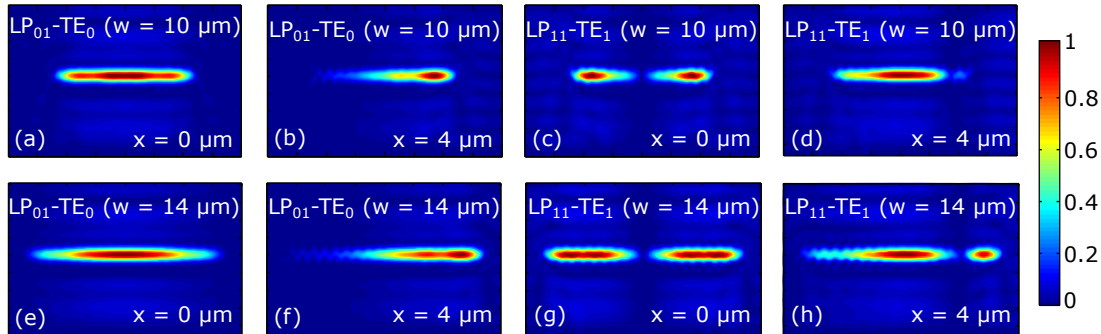 LP₀₁-TE₀ (w = 10 μm)
(a)
x = 0 μm
LP₀₁-TE₀ (w = 10 μm)
(b)
x = 4 μm
LP₁₁-TE₁ (w = 10 μm)
(c)
x = 0 μm
LP₁₁-TE₁ (w = 10 μm)
(d)
x = 4 μm
LP₀₁-TE₀ (w = 14 μm)
(e)
x = 0 μm
LP₀₁-TE₀ (w = 14 μm)
(f)
x = 4 μm
LP₁₁-TE₁ (w = 14 μm)
(g)
x = 0 μm
LP₁₁-TE₁ (w = 14 μm)
(h)
x = 4 μm
1
0.8
0.6
0.4
0.2
0